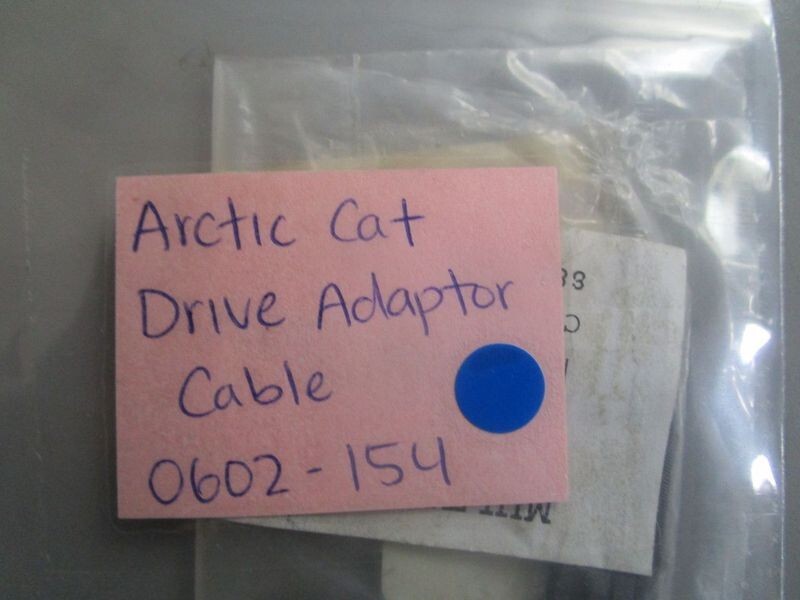 Arctic Cat
Drive Adaptor
Cable
0602-154